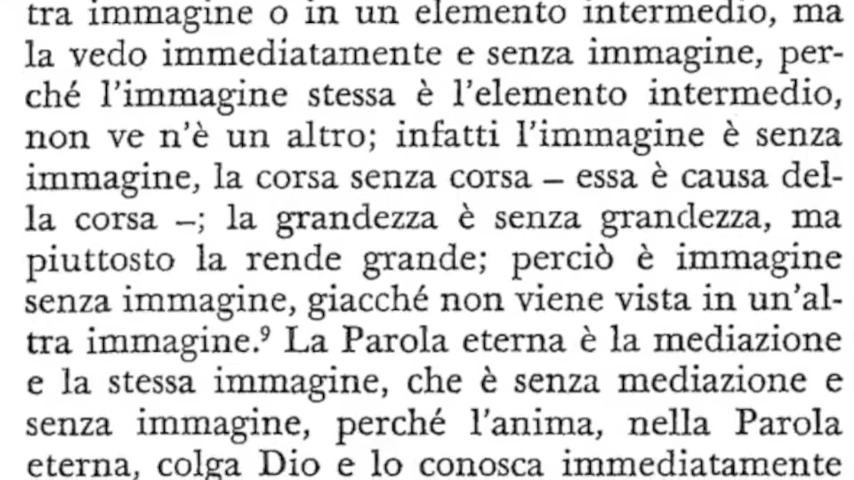 tra immagine o in un elemento intermedio, ma
la vedo immediatamente e senza immagine, per-
ché l'immagine stessa è l'elemento intermedio,
non ve n'è un altro; infatti l'immagine è senza
immagine, la corsa senza corsa – essa è causa del-
la corsa –; la grandezza è senza grandezza, ma
piuttosto la rende grande; perciò è immagine
senza immagine, giacché non viene vista in un'al-
tra immagine.⁹ La Parola eterna è la mediazione
e la stessa immagine, che è senza mediazione e
senza immagine, perché l'anima, nella Parola
eterna, colga Dio e lo conosca immediatamente